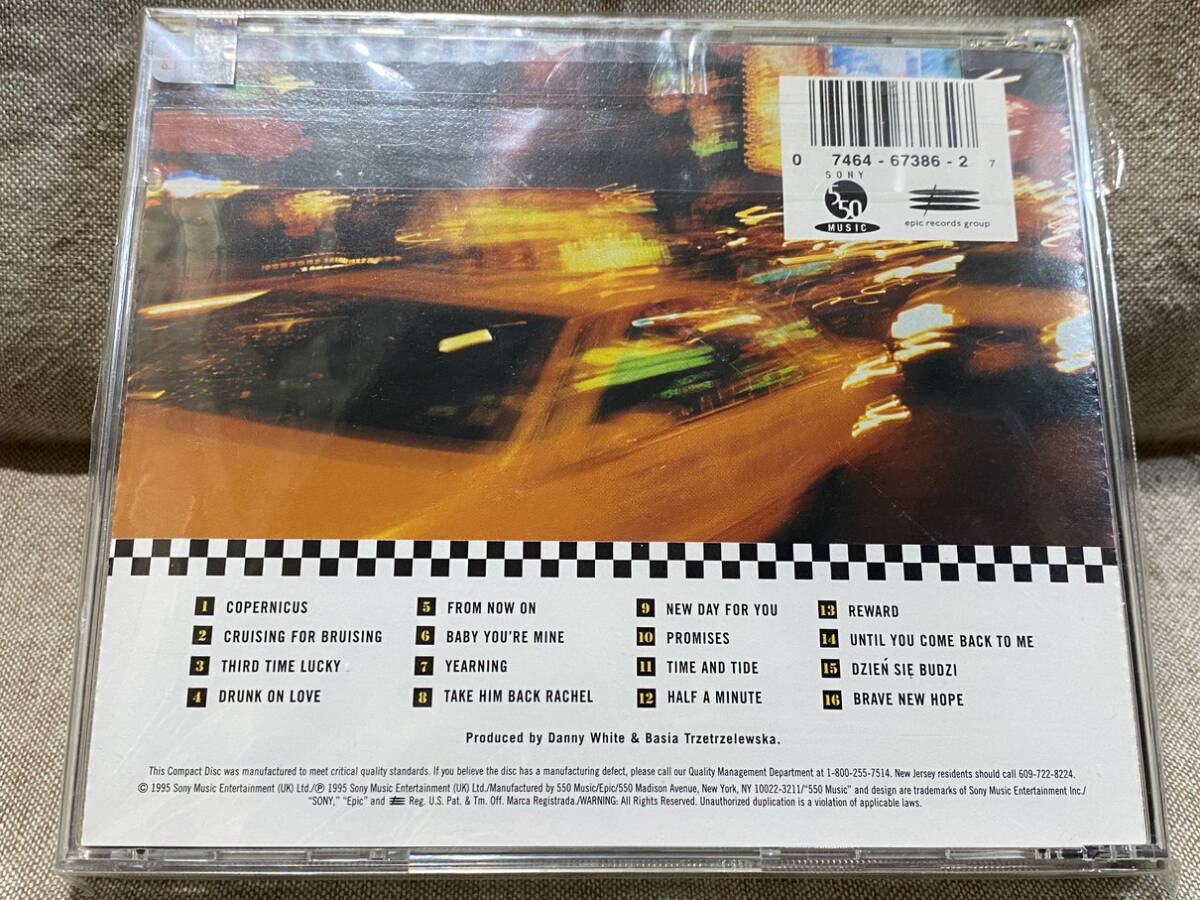 0 7464 - 67386 - 2 7
SONY
550
MUSIC
epic records group
1 COPERNICUS
2 CRUISING FOR BRUISING
3 THIRD TIME LUCKY
4 DRUNK ON LOVE
5 FROM NOW ON
6 BABY YOU'RE MINE
7 YEARNING
8 TAKE HIM BACK RACHEL
9 NEW DAY FOR YOU
10 PROMISES
11 TIME AND TIDE
12 HALF A MINUTE
13 REWARD
14 UNTIL YOU COME BACK TO ME
15 DZIEŃ SIĘ BUDZI
16 BRAVE NEW HOPE
Produced by Danny White & Basia Trzetrzelewska.
This Compact Disc was manufactured to meet critical quality standards. If you believe the disc has a manufacturing defect, please call our Quality Management Department at 1-800-255-7514. New Jersey residents should call 609-722-8224.
© 1995 Sony Music Entertainment (UK) Ltd./℗ 1995 Sony Music Entertainment (UK) Ltd./Manufactured by 550 Music/Epic/550 Madison Avenue, New York, NY 10022-3211/"550 Music" and design are trademarks of Sony Music Entertainment Inc./
"SONY," "Epic" and Reg. U.S. Pat. & Tm. Off. Marca Registrada./WARNING: All Rights Reserved. Unauthorized duplication is a violation of applicable laws.